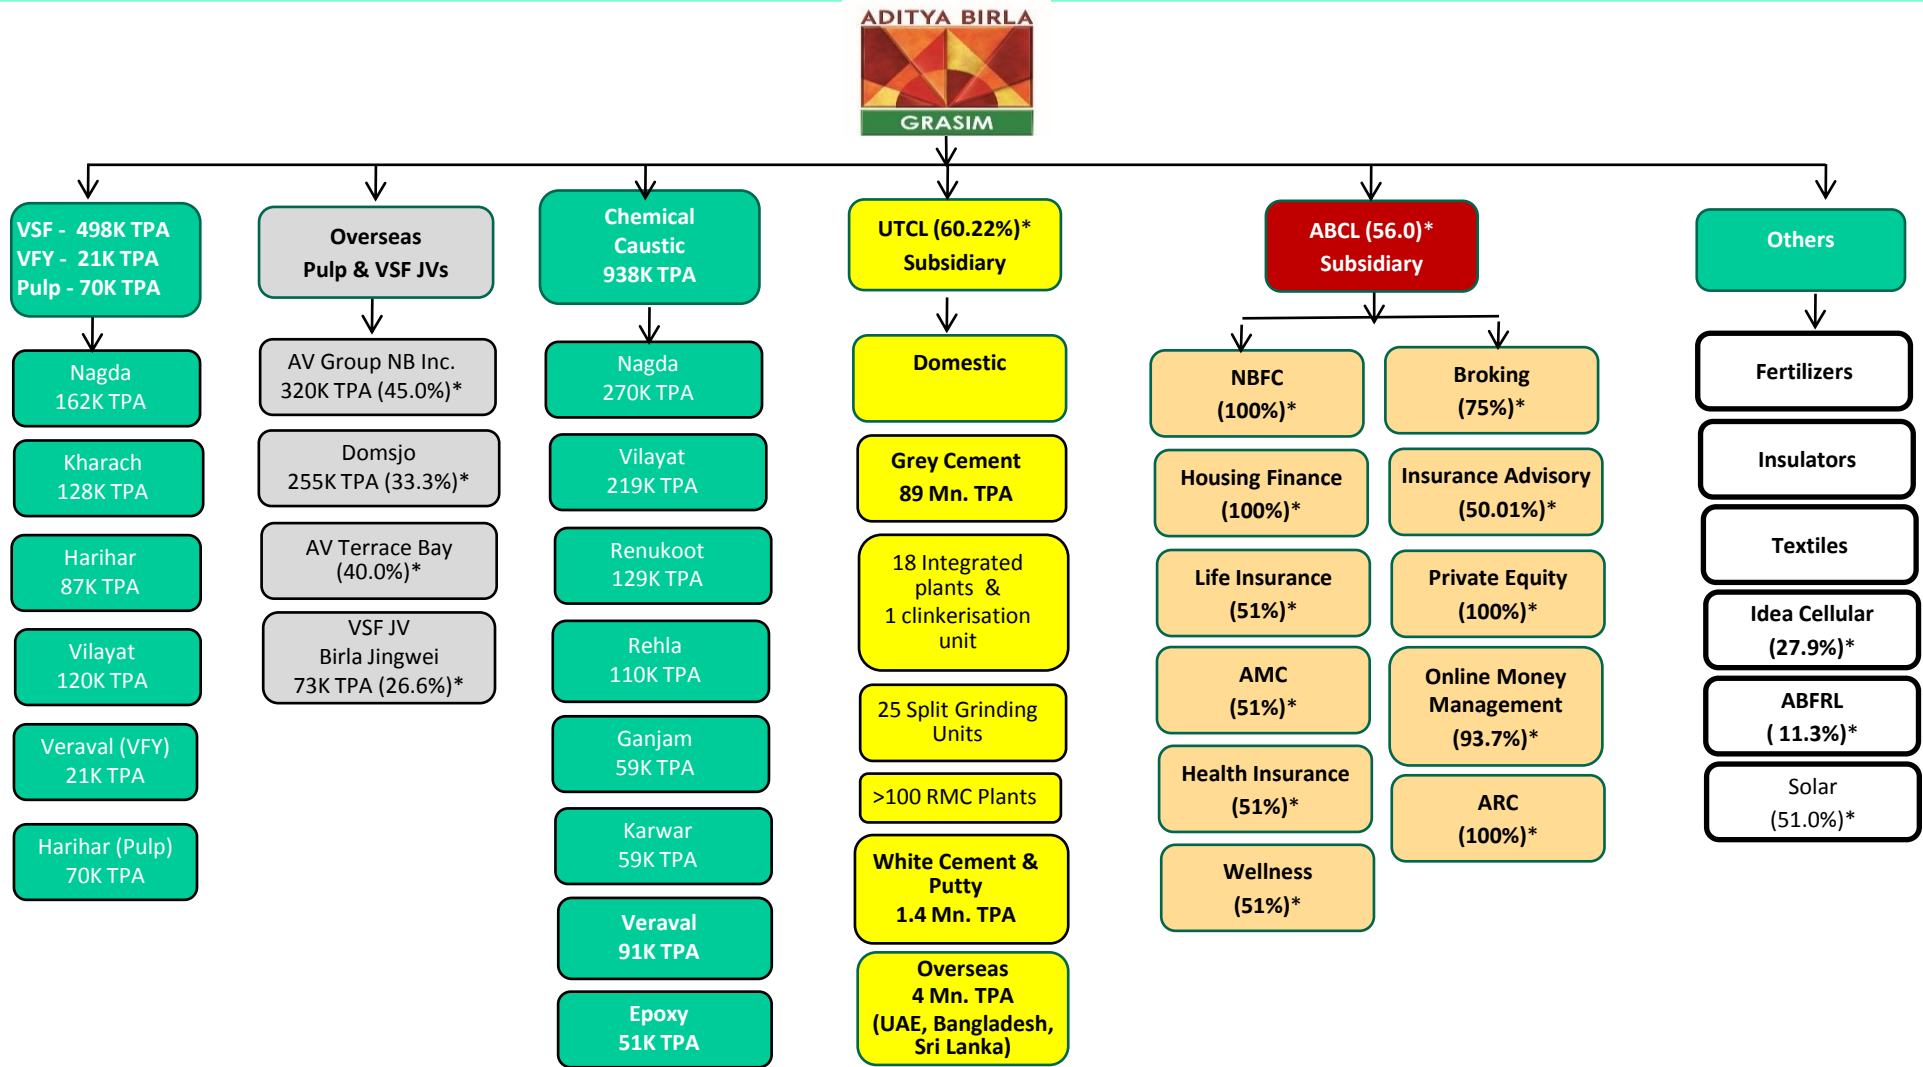 ADITYA BIRLA
GRASIM
VSF - 498K TPA
VFY - 21K TPA
Pulp - 70K TPA
Nagda
162K TPA
Kharach
128K TPA
Harihar
87K TPA
Vilayat
120K TPA
Veraval (VFY)
21K TPA
Harihar (Pulp)
70K TPA
Overseas
Pulp & VSF JVs
AV Group NB Inc.
320K TPA (45.0%)*
Domsjo
255K TPA (33.3%)*
AV Terrace Bay
(40.0%)*
VSF JV
Birla Jingwei
73K TPA (26.6%)*
Chemical
Caustic
938K TPA
Nagda
270K TPA
Vilayat
219K TPA
Renukoot
129K TPA
Rehla
110K TPA
Ganjam
59K TPA
Karwar
59K TPA
Veraval
91K TPA
Epoxy
51K TPA
UTCL (60.22%)*
Subsidiary
Domestic
Grey Cement
89 Mn. TPA
18 Integrated
plants &
1 clinkerisation
unit
25 Split Grinding
Units
>100 RMC Plants
White Cement &
Putty
1.4 Mn. TPA
Overseas
4 Mn. TPA
(UAE, Bangladesh,
Sri Lanka)
ABCL (56.0)*
Subsidiary
NBFC
(100%)*
Housing Finance
(100%)*
Life Insurance
(51%)*
AMC
(51%)*
Health Insurance
(51%)*
Wellness
(51%)*
Broking
(75%)*
Insurance Advisory
(50.01%)*
Private Equity
(100%)*
Online Money
Management
(93.7%)*
ARC
(100%)*
Others
Fertilizers
Insulators
Textiles
Idea Cellular
(27.9%)*
ABFRL
( 11.3%)*
Solar
(51.0%)*